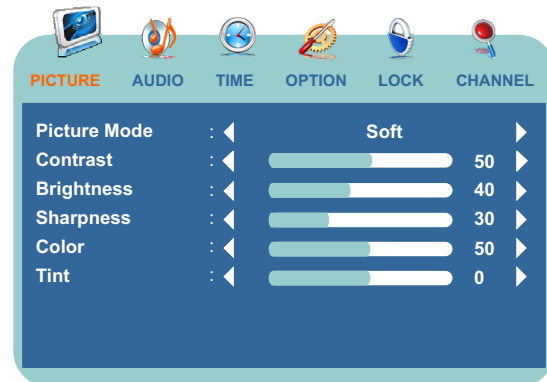 PICTURE AUDIO TIME OPTION LOCK CHANNEL
Picture Mode : Soft
Contrast : 50
Brightness : 40
Sharpness : 30
Color : 50
Tint : 0